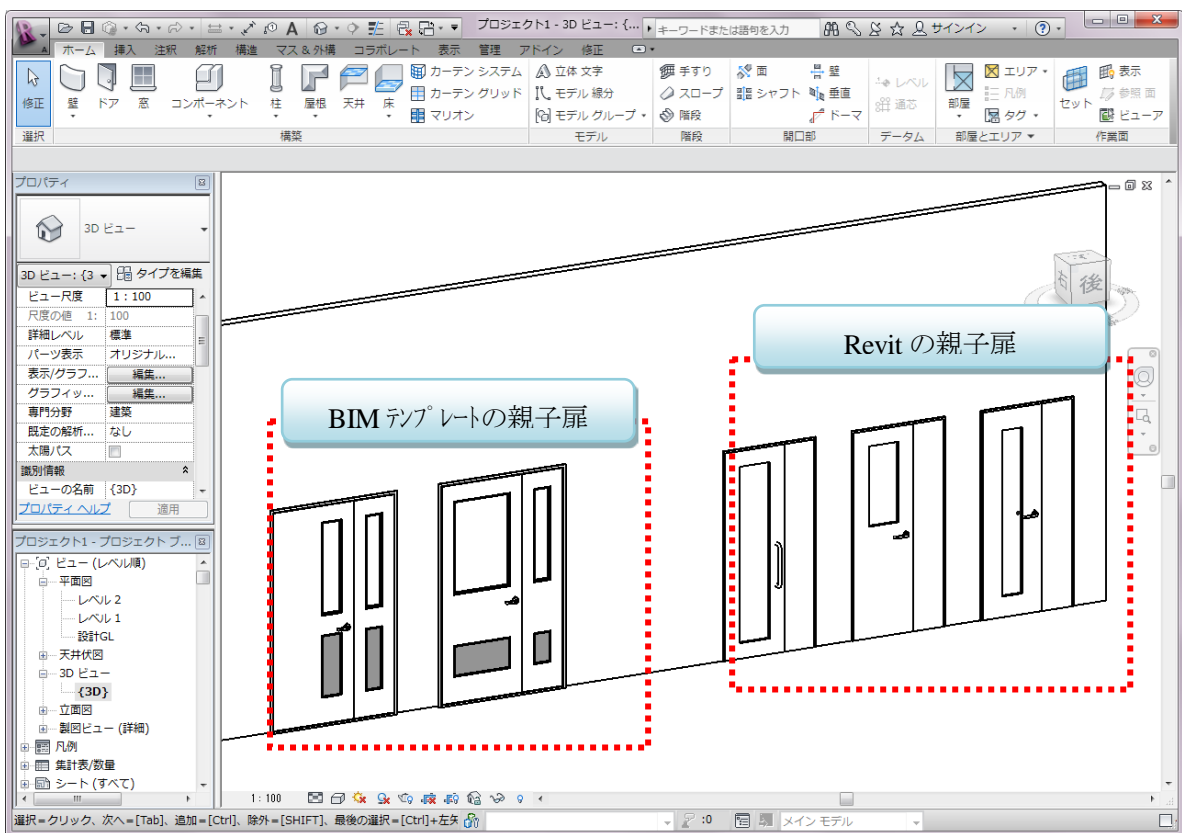 プロジェクト1 - 3D ビュー: {...
キーワードまたは語句を入力
サインイン
ホーム 挿入 注釈 解析 構造 マス & 外構 コラボレート 表示 管理 アドイン 修正
修正 壁 ドア 窓 コンポーネント 柱 屋根 天井 床
カーテン システム
カーテン グリッド
マリオン
立体 文字
モデル 線分
モデル グループ
手すり
スロープ
階段
面
シャフト
壁
垂直
ドーマ
レベル
通芯
部屋
エリア
凡例
タグ
セット
表示
参照 面
ビューア
選択 構築 モデル 階段 開口部 データム 部屋とエリア 作業面
プロパティ
3D ビュー
3D ビュー: {3 タイプを編集
ビュー尺度 1 : 100
尺度の値 1: 100
詳細レベル 標準
パーツ表示 オリジナル...
表示/グラフ... 編集...
グラフィッ... 編集...
専門分野 建築
既定の解析... なし
太陽パス
識別情報
ビューの名前 {3D}
プロパティ ヘルプ 適用
プロジェクト1 - プロジェクト ブ...
ビュー (レベル順)
平面図
レベル 2
レベル 1
設計GL
天井伏図
3D ビュー
{3D}
立面図
製図ビュー (詳細)
凡例
集計表/数量
シート (すべて)
BIM ﾃﾝﾌﾟﾚｰﾄの親子扉
Revit の親子扉
右 後
1 : 100
選択=クリック、次へ=[Tab]、追加=[Ctrl]、除外=[SHIFT]、最後の選択=[Ctrl]+左矢
:0
メイン モデル